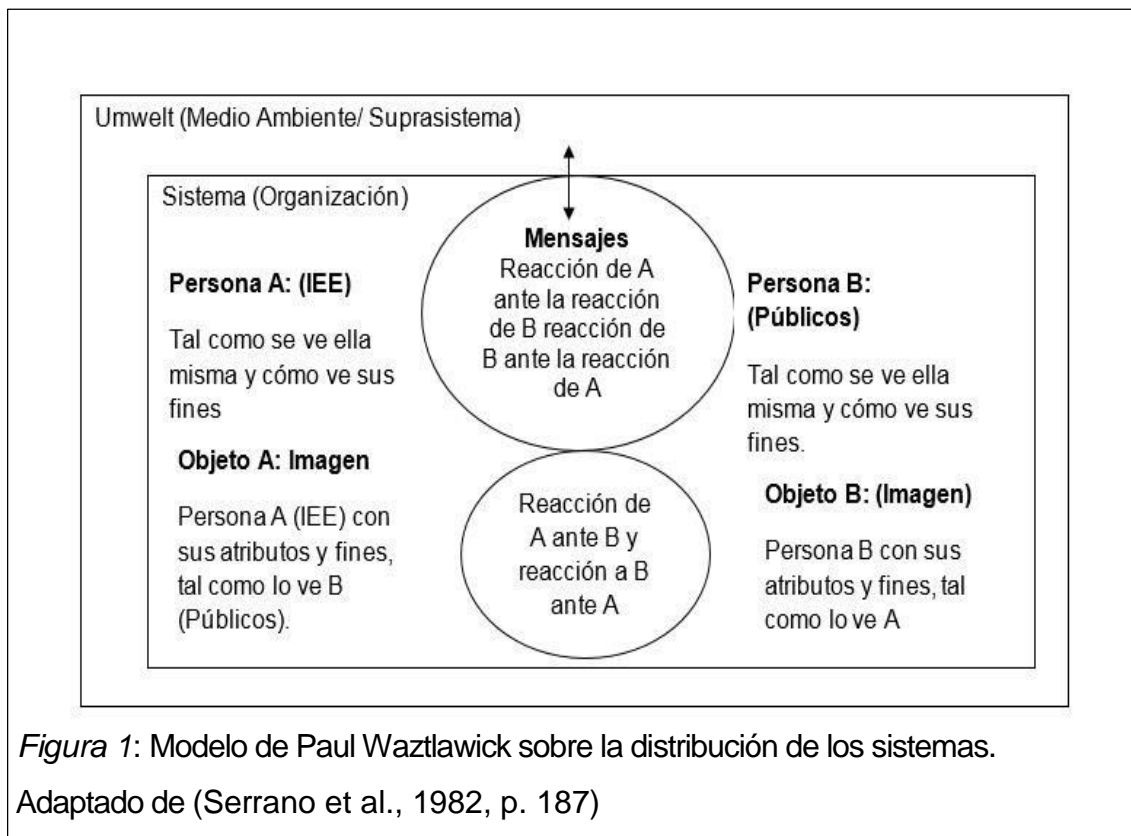 Umwelt (Medio Ambiente/ Suprasistema)
Sistema (Organización)
Persona A: (IEE)
Tal como se ve ella
misma y cómo ve sus
fines
Objeto A: Imagen
Persona A (IEE) con
sus atributos y fines,
tal como lo ve B
(Públicos).
Mensajes
Reacción de A
ante la reacción
de B reacción de
B ante la reacción
de A
Reacción de
A ante B y
reacción a B
ante A
Persona B:
(Públicos)
Tal como se ve ella
misma y cómo ve sus
fines.
Objeto B: (Imagen)
Persona B con sus
atributos y fines, tal
como lo ve A
Figura 1: Modelo de Paul Waztlawick sobre la distribución de los sistemas.
Adaptado de (Serrano et al., 1982, p. 187)